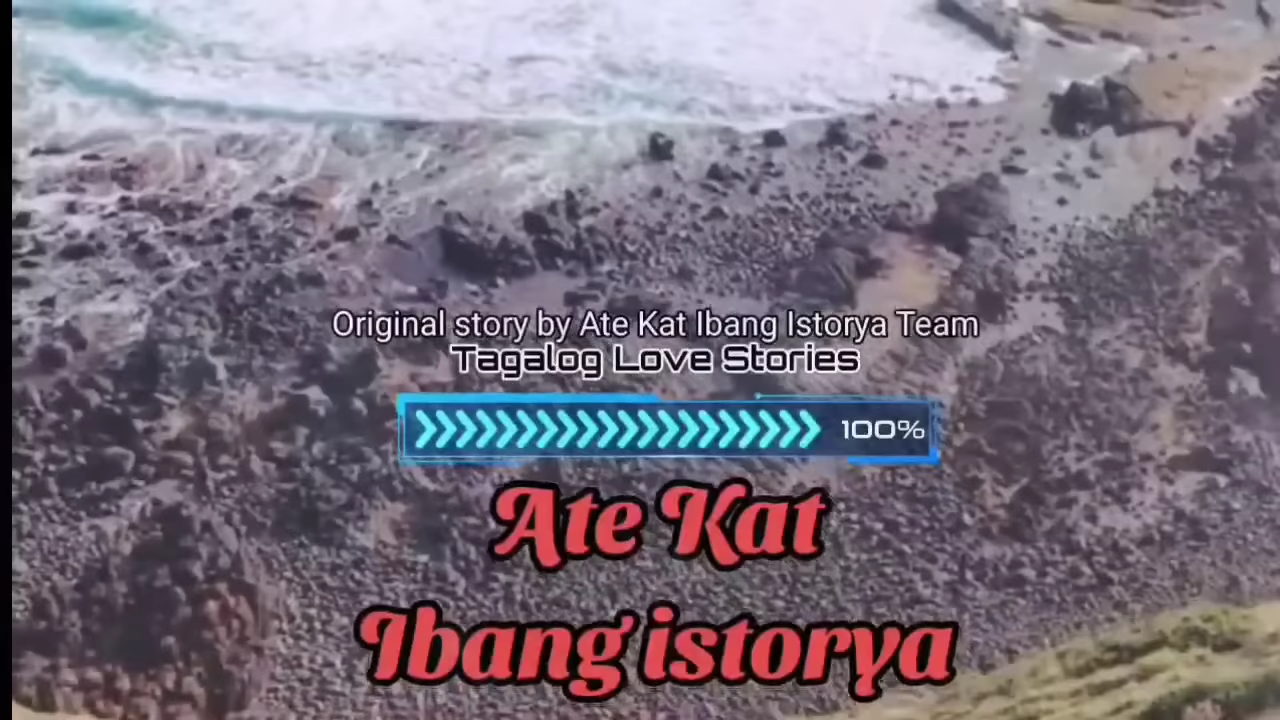 Original story by Ate Kat Ibang Istorya Team
Tagalog Love Stories
100%
Ate Kat
Ibang istorya